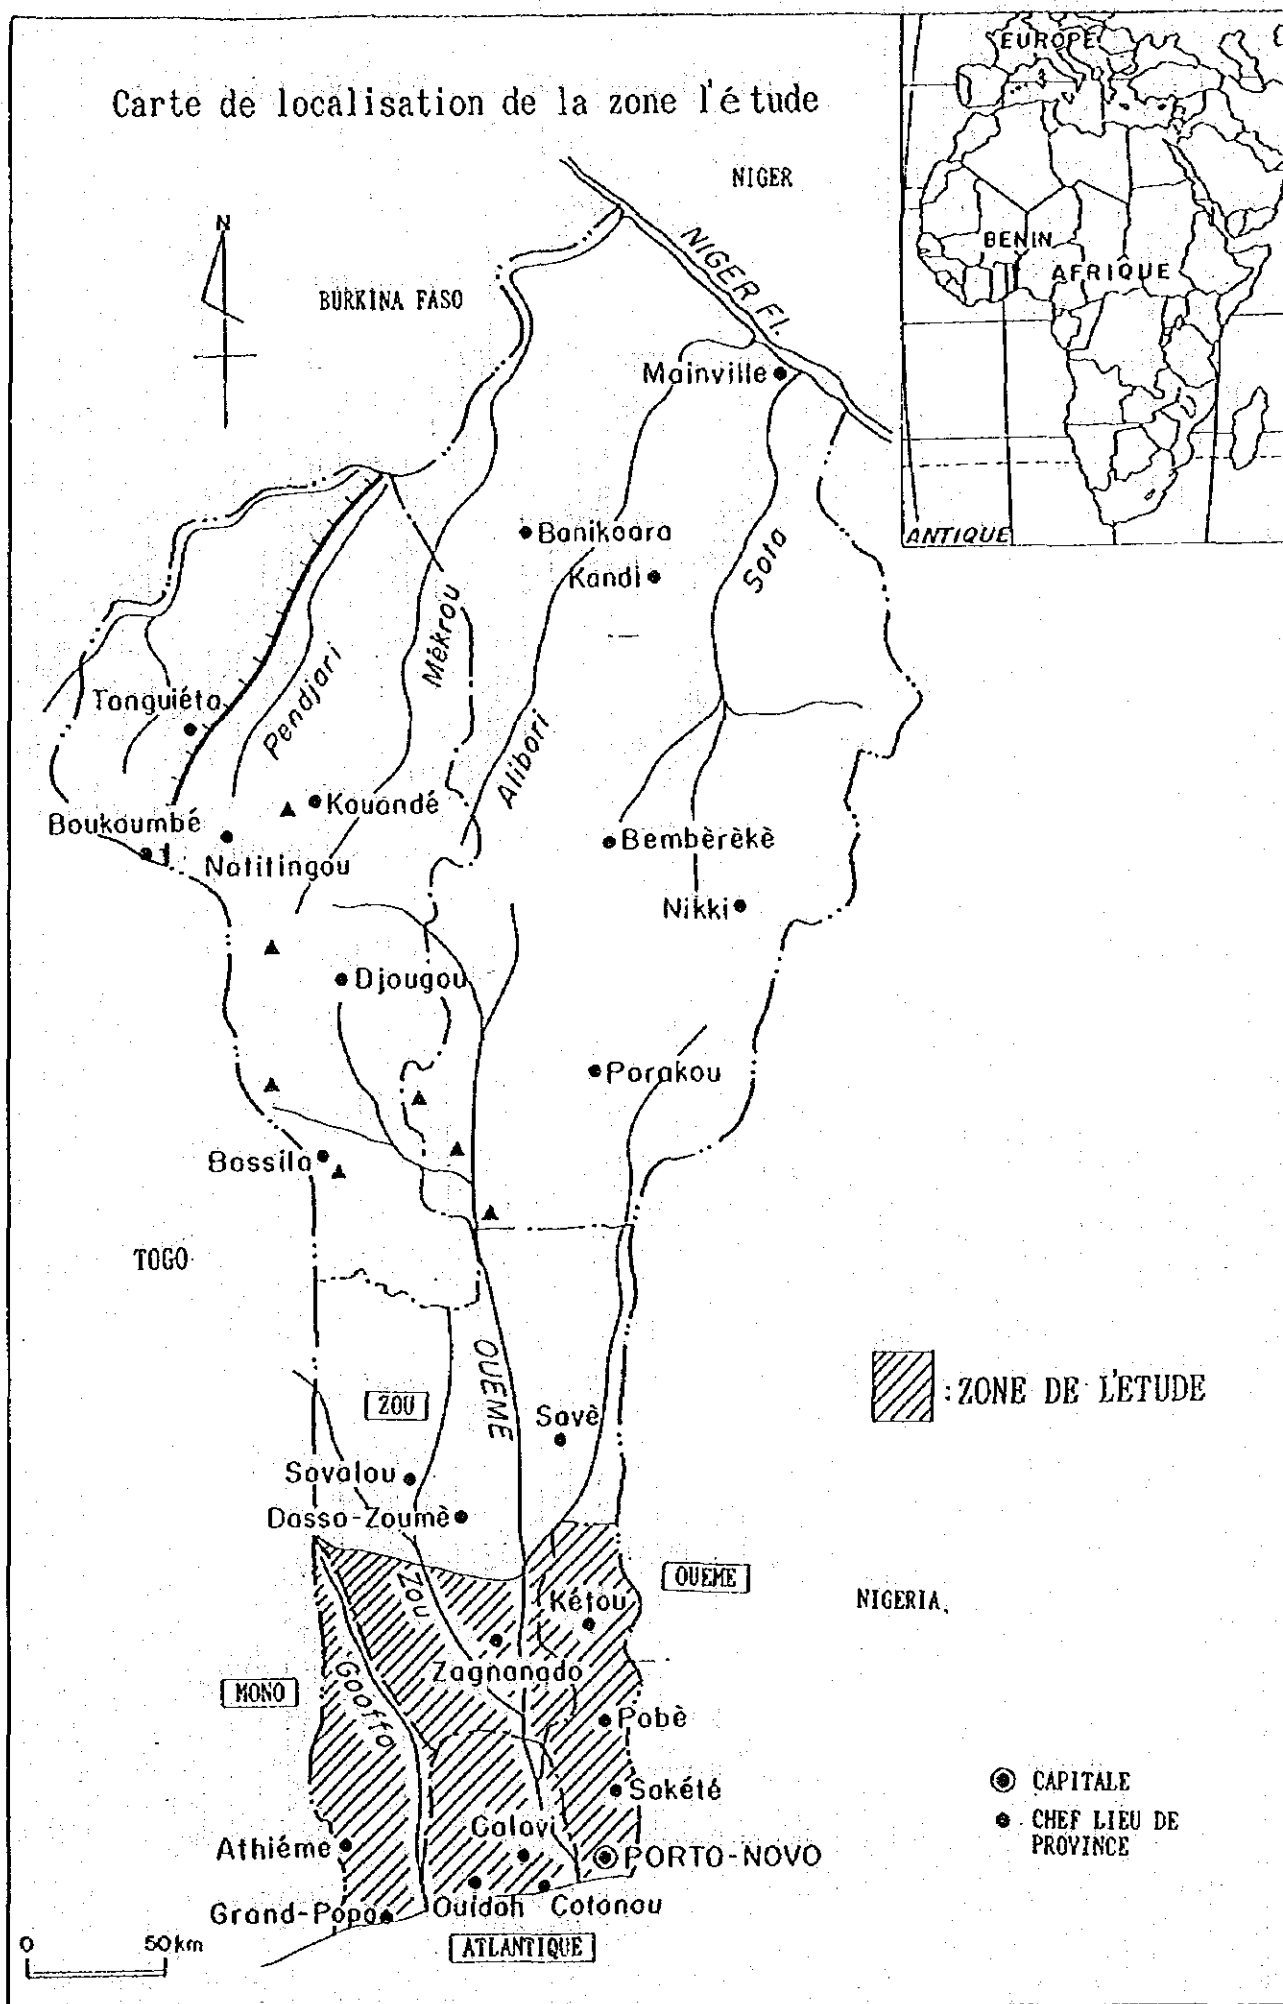 Carte de localisation de la zone l'étude
EUROPE
BENIN
AFRIQUE
ANTIQUE
N
NIGER
BURKINA FASO
NIGER Fl.
Mainville
Banikoara
Kandi
Sota
Mékrou
Pendjari
Alibori
Tanguiéta
Boukoumbé
Kouandé
Natitingou
Bembèrèkè
Nikki
Djougou
Parakou
Bassila
TOGO
OUEME
ZOU
Savè
: ZONE DE L'ETUDE
Savalou
Dassa-Zoumè
Zou
OUEME
NIGERIA
Kétou
Zagnanado
MONO
Gooffo
Pobè
Sakété
CAPITALE
CHEF LIEU DE
PROVINCE
Athiéme
Calavi
PORTO-NOVO
Grand-Popo
Ouidah
Cotonou
ATLANTIQUE
0 50km